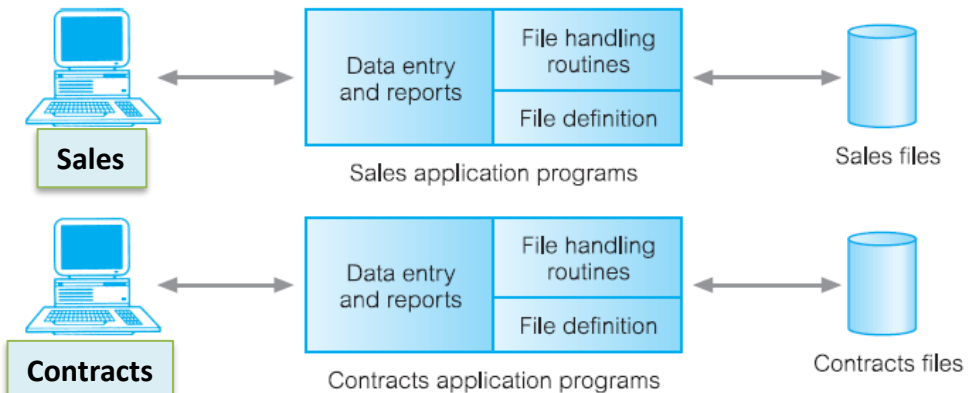 Sales
Data entry
and reports
File handling
routines
File definition
Sales application programs
Sales files
Contracts
Data entry
and reports
File handling
routines
File definition
Contracts application programs
Contracts files